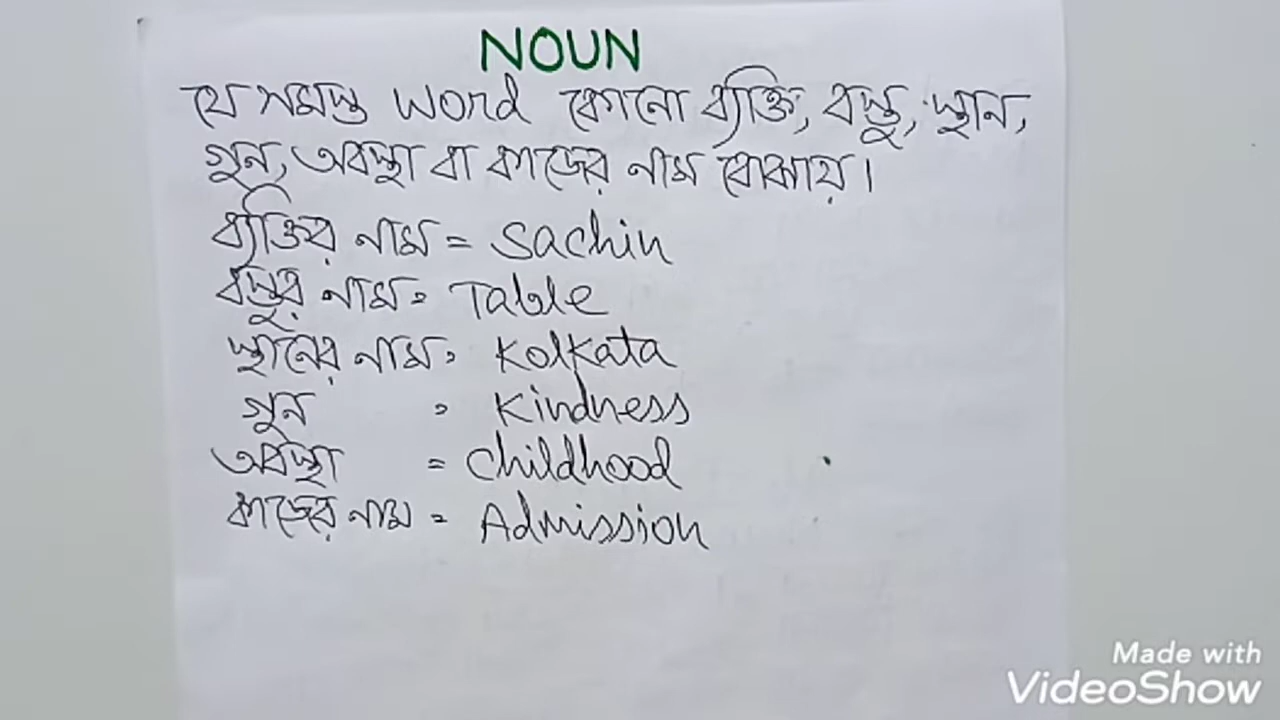 NOUN
যে সমস্ত word কোনো ব্যক্তি, বস্তু, স্থান,
গুন, অবস্থা বা কাজের নাম বোঝায়।
ব্যক্তির নাম = Sachin
বস্তুর নাম = Table
স্থানের নাম = Kolkata
গুন = Kindness
অবস্থা = Childhood
কাজের নাম = Admission
Made with
VideoShow